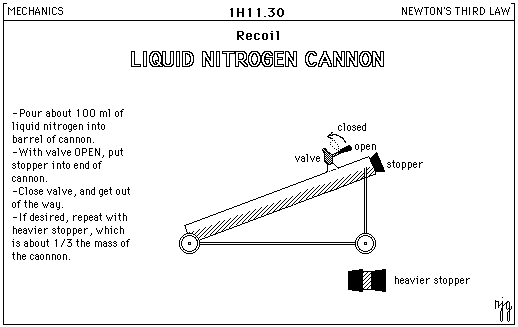 MECHANICS
1H11.30
NEWTON'S THIRD LAW
Recoil
LIQUID NITROGEN CANNON
-Pour about 100 ml of
liquid nitrogen into
barrel of cannon.
-With valve OPEN, put
stopper into end of
cannon.
-Close valve, and get out
of the way.
-If desired, repeat with
heavier stopper, which
is about 1/3 the mass of
the caonnon.
closed
open
valve
stopper
heavier stopper
njg